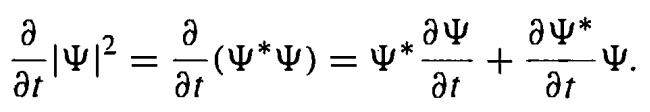 ∂/∂t |Ψ|² = ∂/∂t (Ψ*Ψ) = Ψ* ∂Ψ/∂t + ∂Ψ*/∂t Ψ.